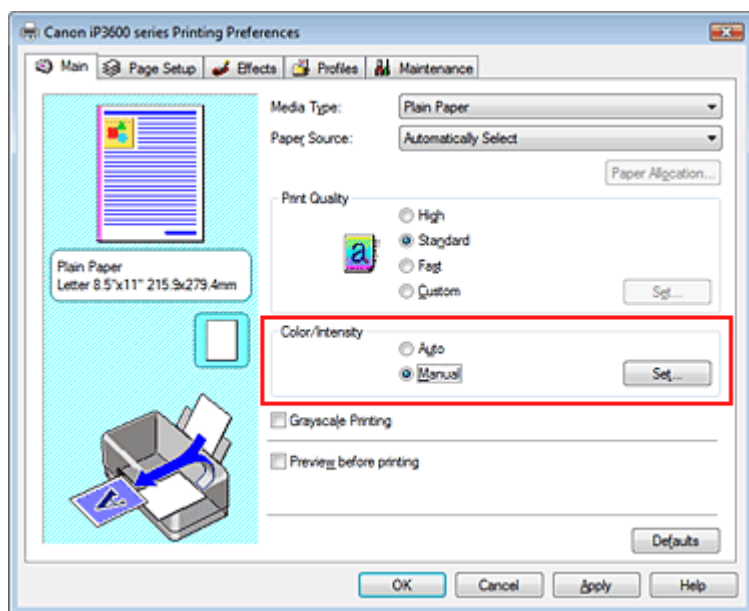 Canon iP3600 series Printing Preferences
Main
Page Setup
Effects
Profiles
Maintenance
Media Type:
Plain Paper
Paper Source:
Automatically Select
Paper Allocation...
Print Quality
High
Standard
Fast
Custom
Set...
a
Plain Paper
Letter 8.5"x11" 215.9x279.4mm
Color/Intensity
Auto
Manual
Set...
Grayscale Printing
Preview before printing
A
Defaults
OK
Cancel
Apply
Help